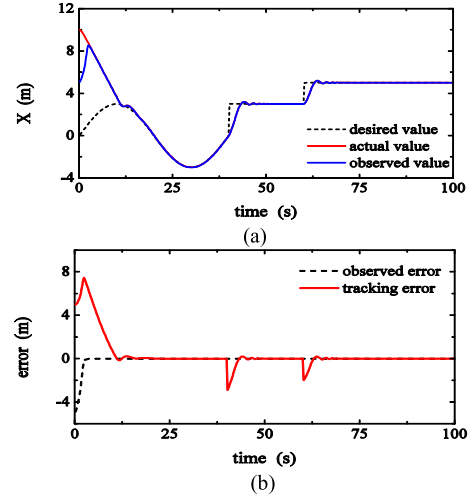 12
8
4
0
-4
X (m)
desired value
actual value
observed value
0 25 50 75 100
time (s)
(a)
8
4
0
-4
error (m)
observed error
tracking error
0 25 50 75 100
time (s)
(b)